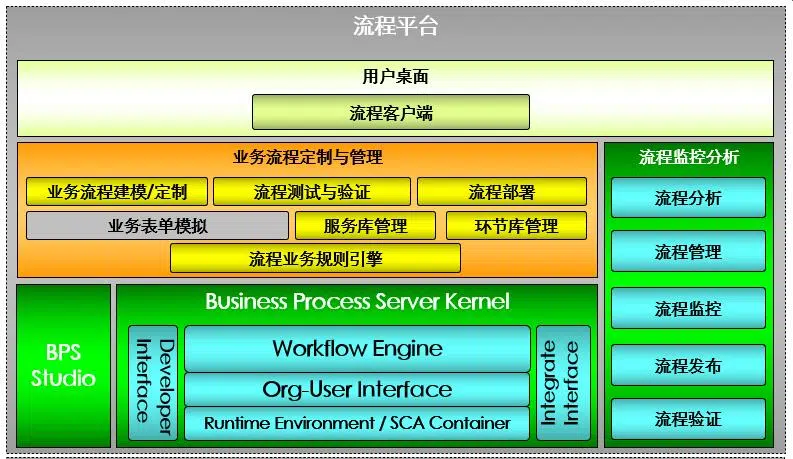 流程平台
用户桌面
流程客户端
业务流程定制与管理
业务流程建模/定制
流程测试与验证
流程部署
业务表单模拟
服务库管理
环节库管理
流程业务规则引擎
流程监控分析
流程分析
流程管理
流程监控
流程发布
流程验证
BPS
Studio
Business Process Server Kernel
Developer
Interface
Workflow Engine
Org-User Interface
Runtime Environment / SCA Container
Integrate
Interface